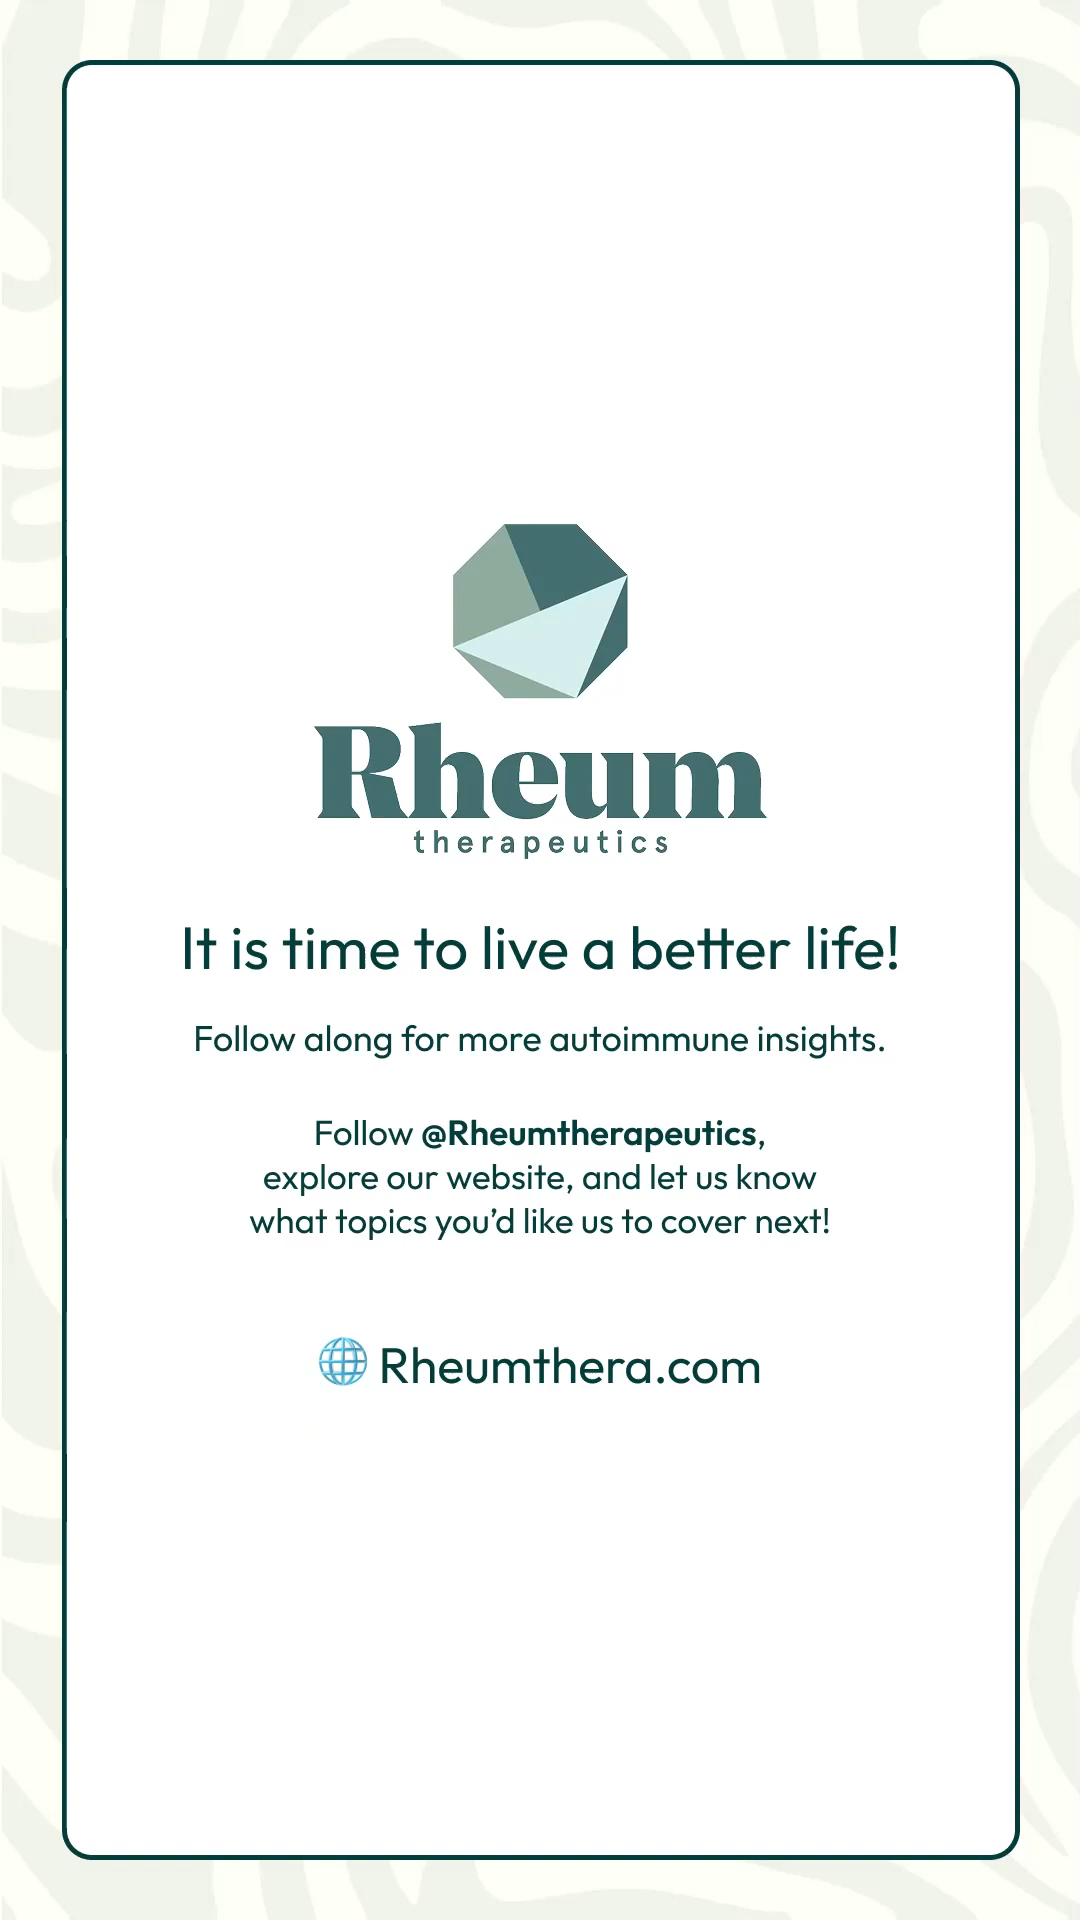 Rheum
therapeutics
It is time to live a better life!
Follow along for more autoimmune insights.
Follow @Rheumtherapeutics,
explore our website, and let us know
what topics you’d like us to cover next!
🌐 Rheumthera.com